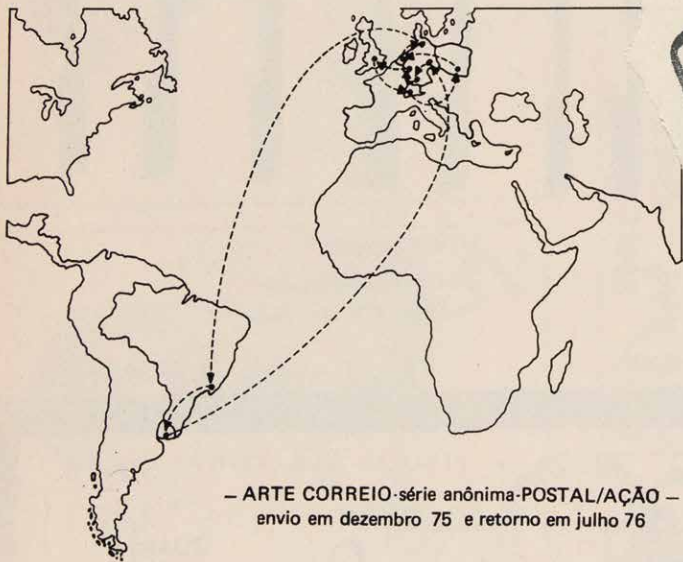 — ARTE CORREIO-série anônima-POSTAL/AÇÃO —
envio em dezembro 75 e retorno em julho 76